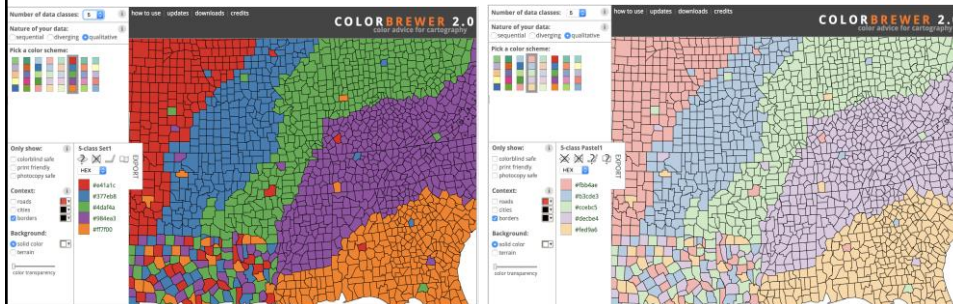 Number of data classes: 5
how to use | updates | downloads | credits
COLORBREWER 2.0
color advice for cartography
Nature of your data:
sequential diverging qualitative
Pick a color scheme:
Only show:
colorblind safe
print friendly
photocopy safe
Context:
roads
cities
borders
Background:
solid color
terrain
color transparency
5-class Set1
EXPORT
HEX
#e41a1c
#377eb8
#4daf4a
#984ea3
#ff7f00
Number of data classes: 5
how to use | updates | downloads | credits
COLORBREWER 2.0
color advice for cartography
Nature of your data:
sequential diverging qualitative
Pick a color scheme:
Only show:
colorblind safe
print friendly
photocopy safe
Context:
roads
cities
borders
Background:
solid color
terrain
color transparency
5-class Pastel1
EXPORT
HEX
#fbb4ae
#b3cde3
#ccebc5
#decbe4
#fed9a6